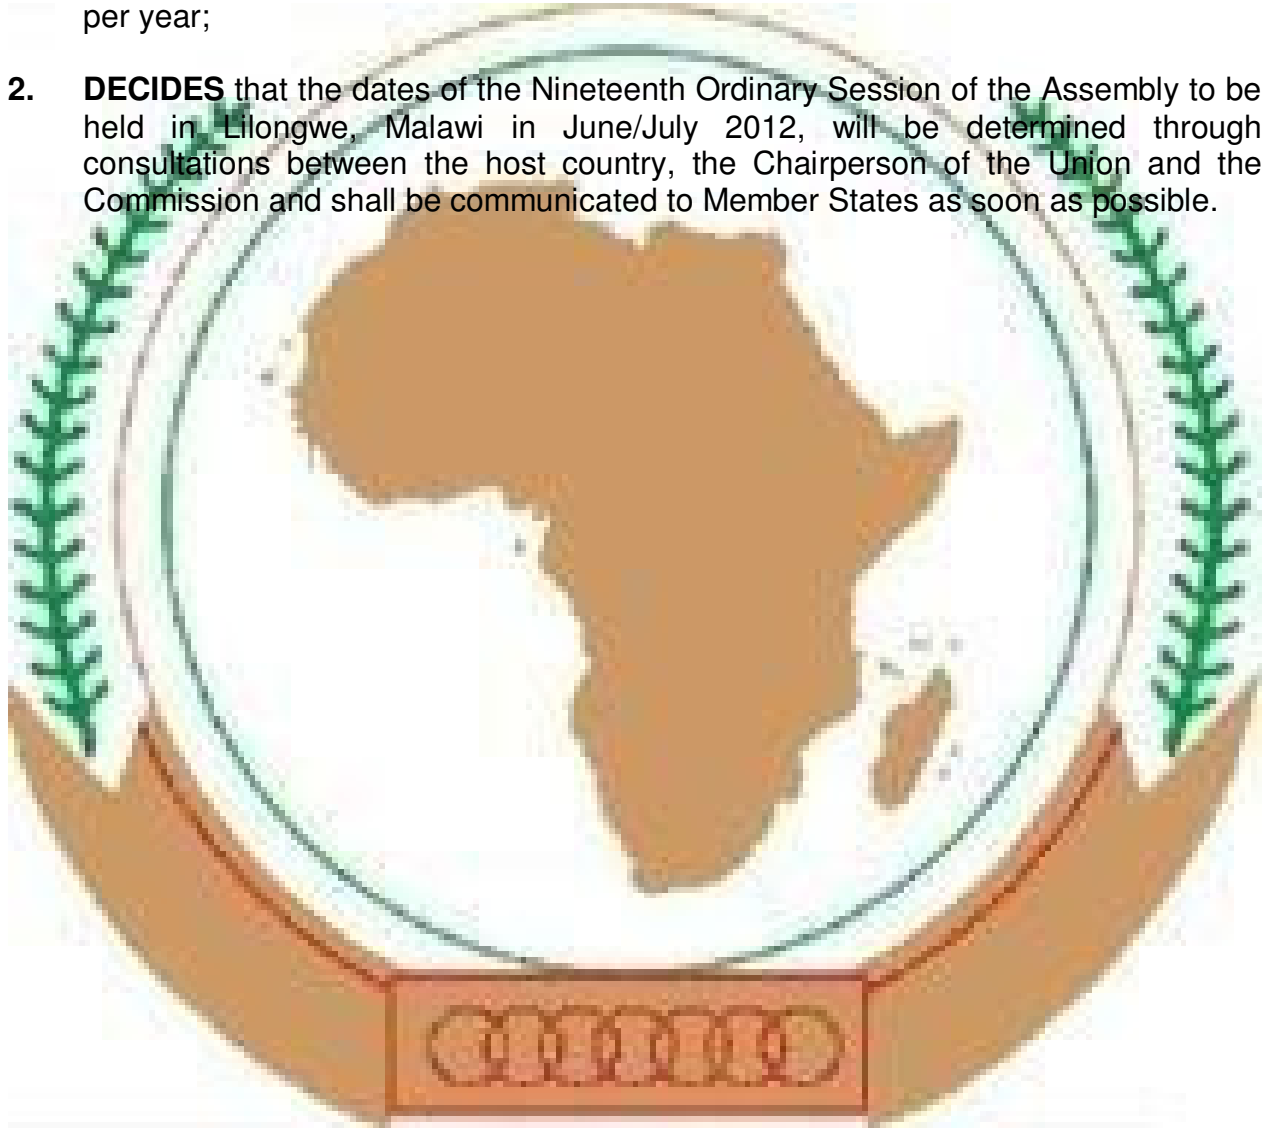 per year;
2. DECIDES that the dates of the Nineteenth Ordinary Session of the Assembly to be
held in Lilongwe, Malawi in June/July 2012, will be determined through
consultations between the host country, the Chairperson of the Union and the
Commission and shall be communicated to Member States as soon as possible.